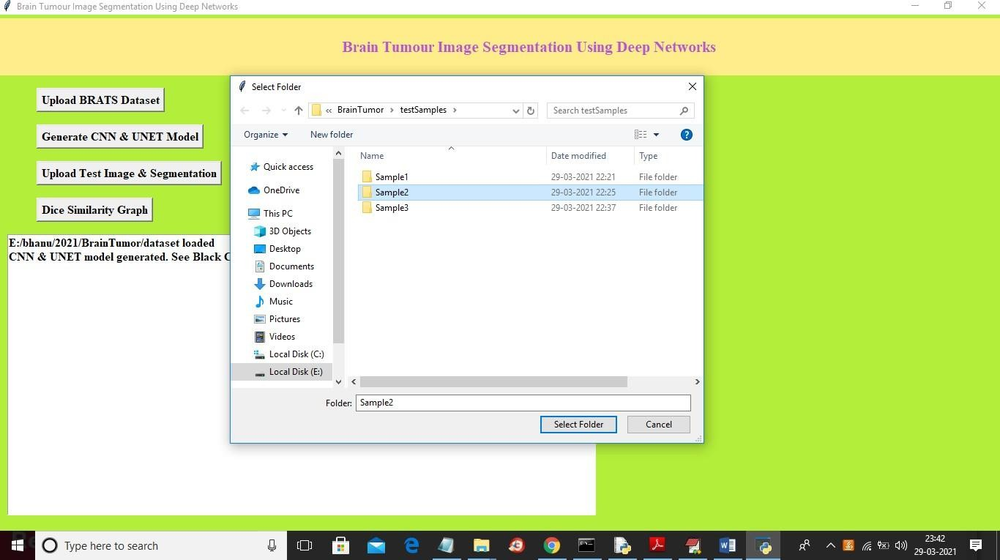 Brain Tumour Image Segmentation Using Deep Networks
Brain Tumour Image Segmentation Using Deep Networks
Upload BRATS Dataset
Generate CNN & UNET Model
Upload Test Image & Segmentation
Dice Similarity Graph
E:/bhanu/2021/BrainTumor/dataset loaded
CNN & UNET model generated. See Black C
Select Folder
« BrainTumor › testSamples ›
Search testSamples
Organize
New folder
?
Quick access
OneDrive
This PC
3D Objects
Desktop
Documents
Downloads
Music
Pictures
Videos
Local Disk (C:)
Local Disk (E:)
Name Date modified Type
Sample1 29-03-2021 22:21 File folder
Sample2 29-03-2021 22:25 File folder
Sample3 29-03-2021 22:37 File folder
Folder: Sample2
Select Folder Cancel
Type here to search
23:42
29-03-2021